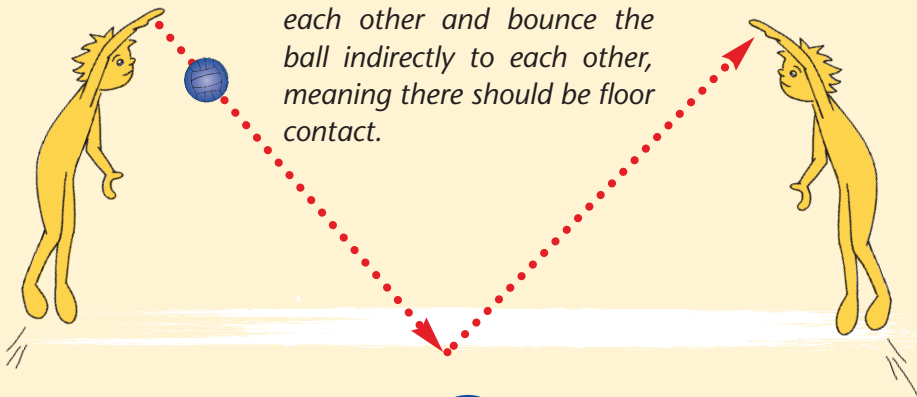 each other and bounce the
ball indirectly to each other,
meaning there should be floor
contact.